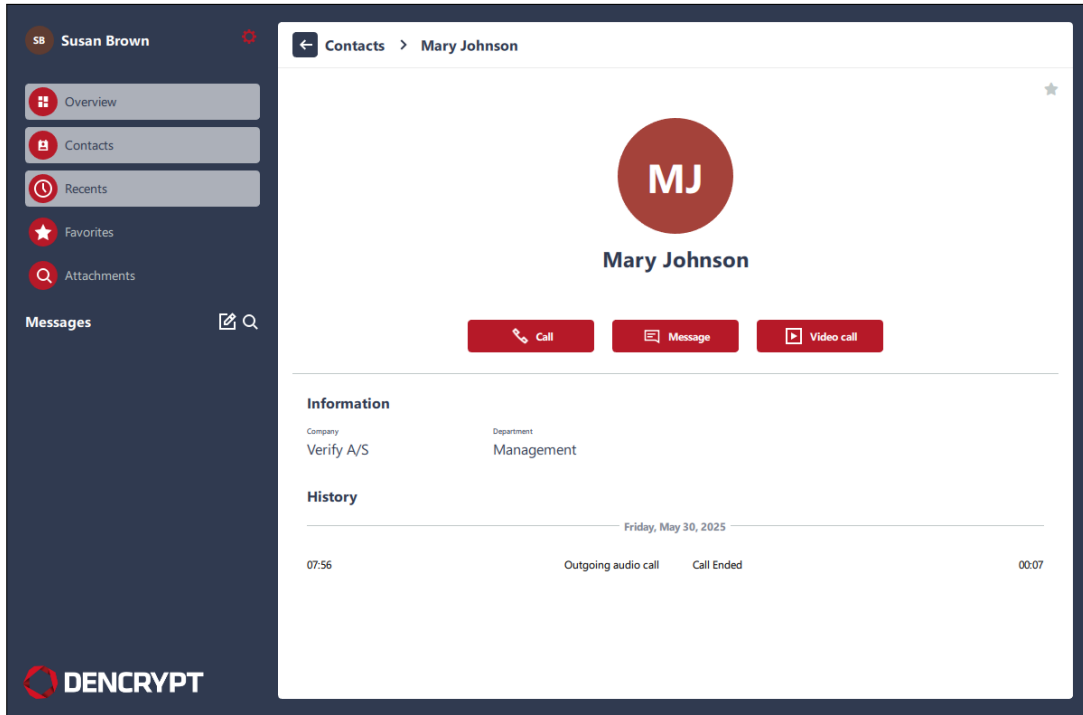 SB Susan Brown
Overview
Contacts
Recents
Favorites
Attachments
Messages
DENCRYPT
Contacts > Mary Johnson
MJ
Mary Johnson
Call Message Video call
Information
Company Department
Verify A/S Management
History
Friday, May 30, 2025
07:56 Outgoing audio call Call Ended 00:07